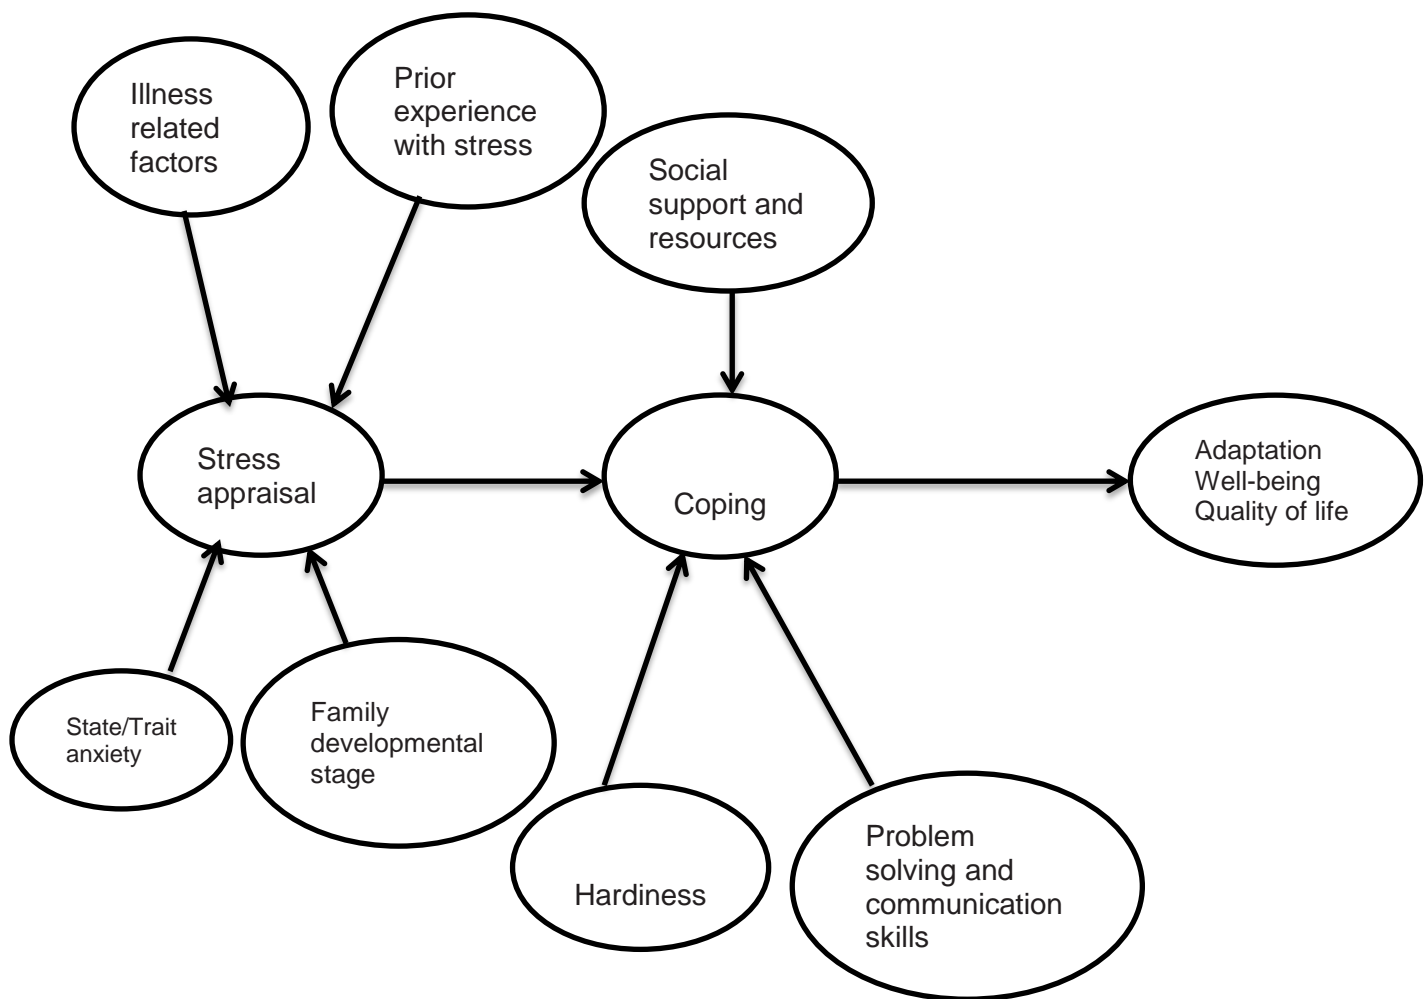 Illness
related
factors
Prior
experience
with stress
Social
support and
resources
Stress
appraisal
Coping
Adaptation
Well-being
Quality of life
State/Trait
anxiety
Family
developmental
stage
Hardiness
Problem
solving and
communication
skills